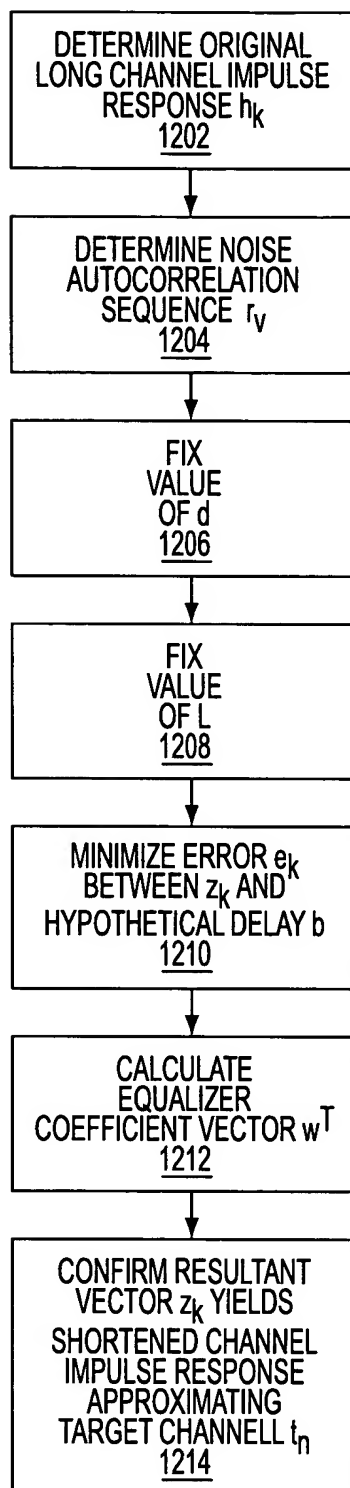 DETERMINE ORIGINAL
LONG CHANNEL IMPULSE
RESPONSE hk
1202
DETERMINE NOISE
AUTOCORRELATION
SEQUENCE rv
1204
FIX
VALUE
OF d
1206
FIX
VALUE
OF L
1208
MINIMIZE ERROR ek
BETWEEN zk AND
HYPOTHETICAL DELAY b
1210
CALCULATE
EQUALIZER
COEFFICIENT VECTOR wT
1212
CONFIRM RESULTANT
VECTOR zk YIELDS
SHORTENED CHANNEL
IMPULSE RESPONSE
APPROXIMATING
TARGET CHANNELL tn
1214